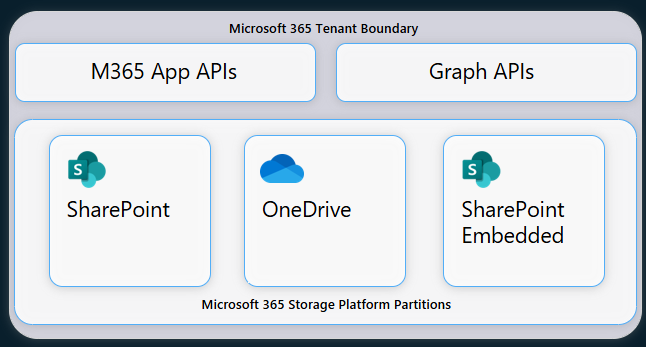 Microsoft 365 Tenant Boundary
M365 App APIs
Graph APIs
S
SharePoint
OneDrive
S
SharePoint
Embedded
Microsoft 365 Storage Platform Partitions